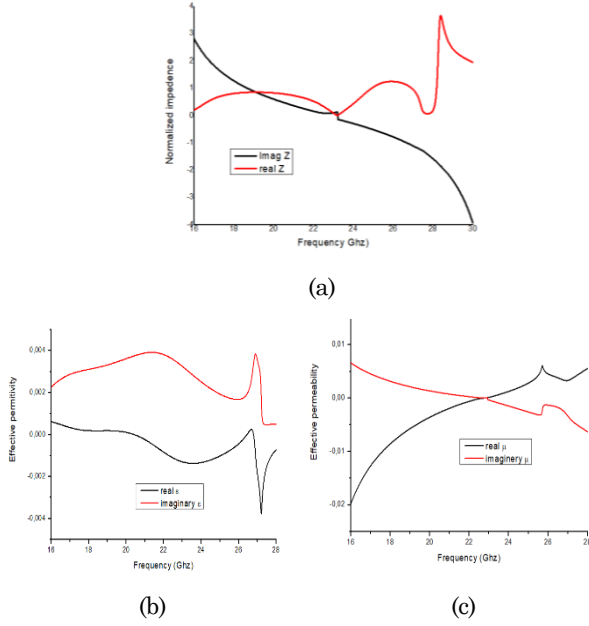 4
3
2
1
0
-1
-2
-3
-4
Normalized impedence
Imag Z
real Z
16 18 20 22 24 26 28 30
Frequency Ghz)
(a)
0,004
0,002
0,000
-0,002
-0,004
Effective permitivity
real ε
imaginary ε
16 18 20 22 24 26 28
Frequency (Ghz)
(b)
0,01
0,00
-0,01
-0,02
Effective permeability
real μ
imaginery μ
16 18 20 22 24 26 28
Frequency (Ghz)
(c)